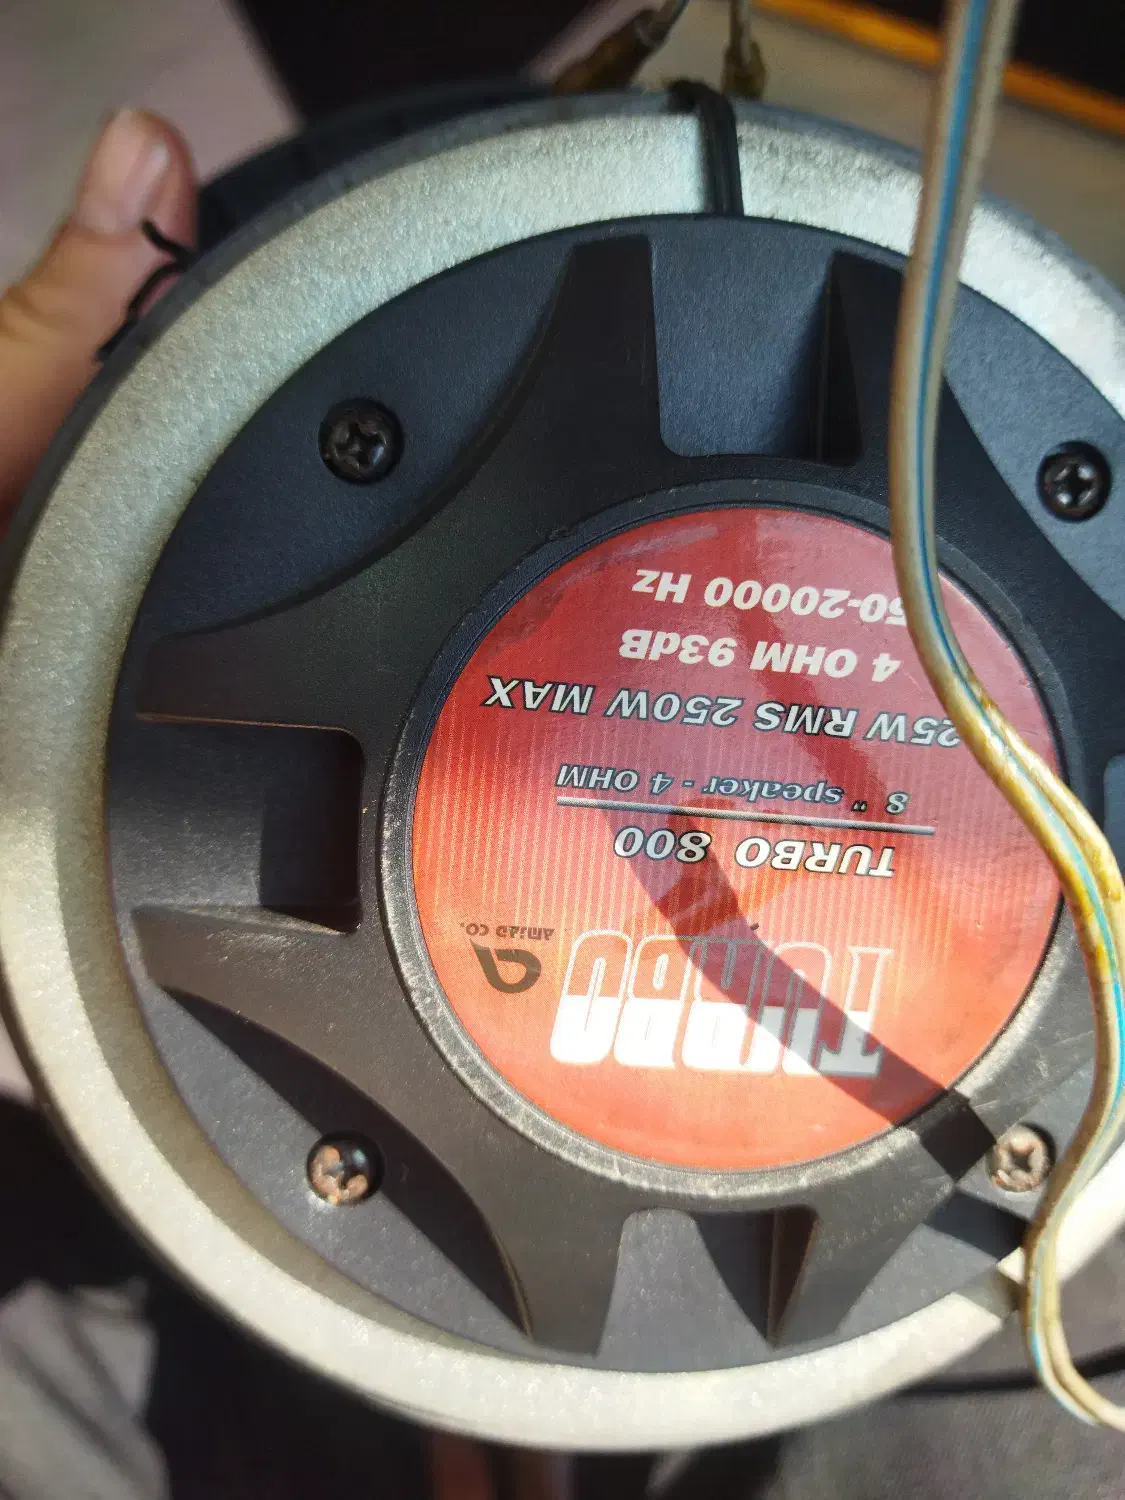 TURBO
AMJAD CO.
TURBO 800
8" speaker - 4 OHM
25W RMS 250W MAX
4 OHM 93dB
50-20000 Hz